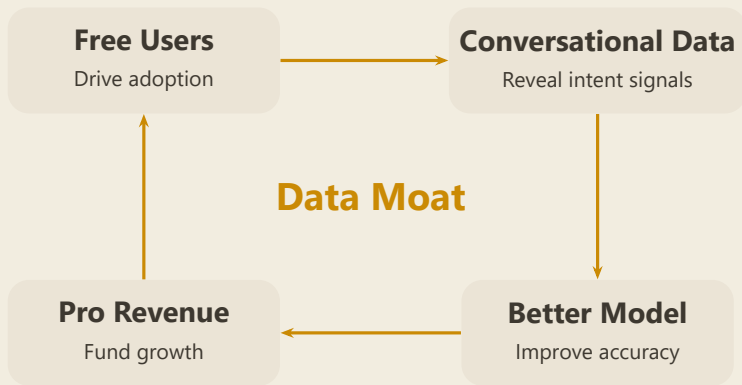 Free Users
Drive adoption
Conversational Data
Reveal intent signals
Data Moat
Pro Revenue
Fund growth
Better Model
Improve accuracy